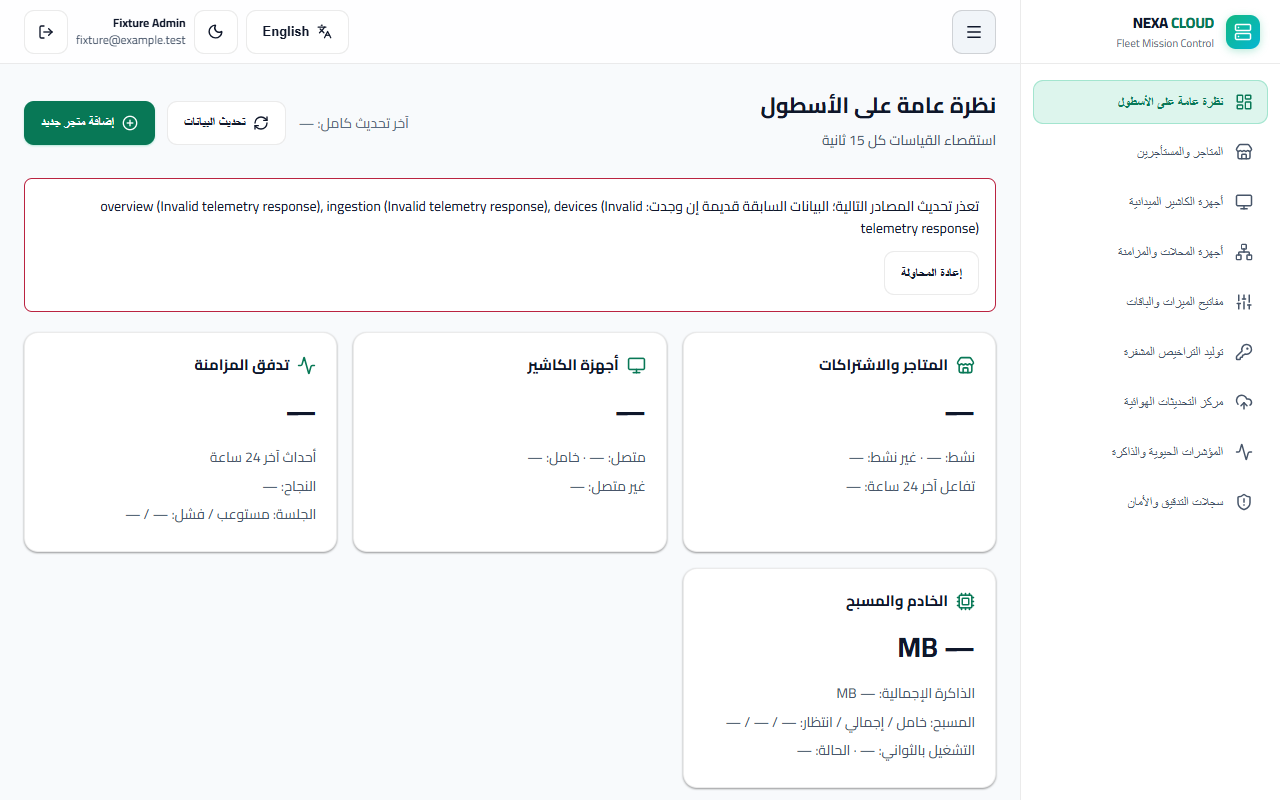 NEXA CLOUD
Fleet Mission Control
نظرة عامة على الأسطول
المتاجر والمستأجرين
أجهزة الكاشير الميدانية
أجهزة المحلات والمزامنة
مفاتيح الميزات والباقات
توليد التراخيص المشفرة
مركز التحديثات الهوائية
المؤشرات الحيوية والذاكرة
سجلات التدقيق والأمان
English
Fixture Admin
fixture@example.test
نظرة عامة على الأسطول
استقصاء القياسات كل 15 ثانية
آخر تحديث كامل: —
تحديث البيانات
إضافة متجر جديد
تعذر تحديث المصادر التالية؛ البيانات السابقة قديمة إن وجدت: overview (Invalid telemetry response), ingestion (Invalid telemetry response), devices (Invalid
telemetry response)
إعادة المحاولة
المتاجر والاشتراكات
—
نشط: — · غير نشط: —
تفاعل آخر 24 ساعة: —
أجهزة الكاشير
—
متصل: — · خامل: —
غير متصل: —
تدفق المزامنة
—
أحداث آخر 24 ساعة
النجاح: —
الجلسة: مستوعب / فشل: — / —
الخادم والمسبح
— MB
الذاكرة الإجمالية: — MB
المسبح: خامل / إجمالي / انتظار: — / — / —
التشغيل بالثواني: — · الحالة: —